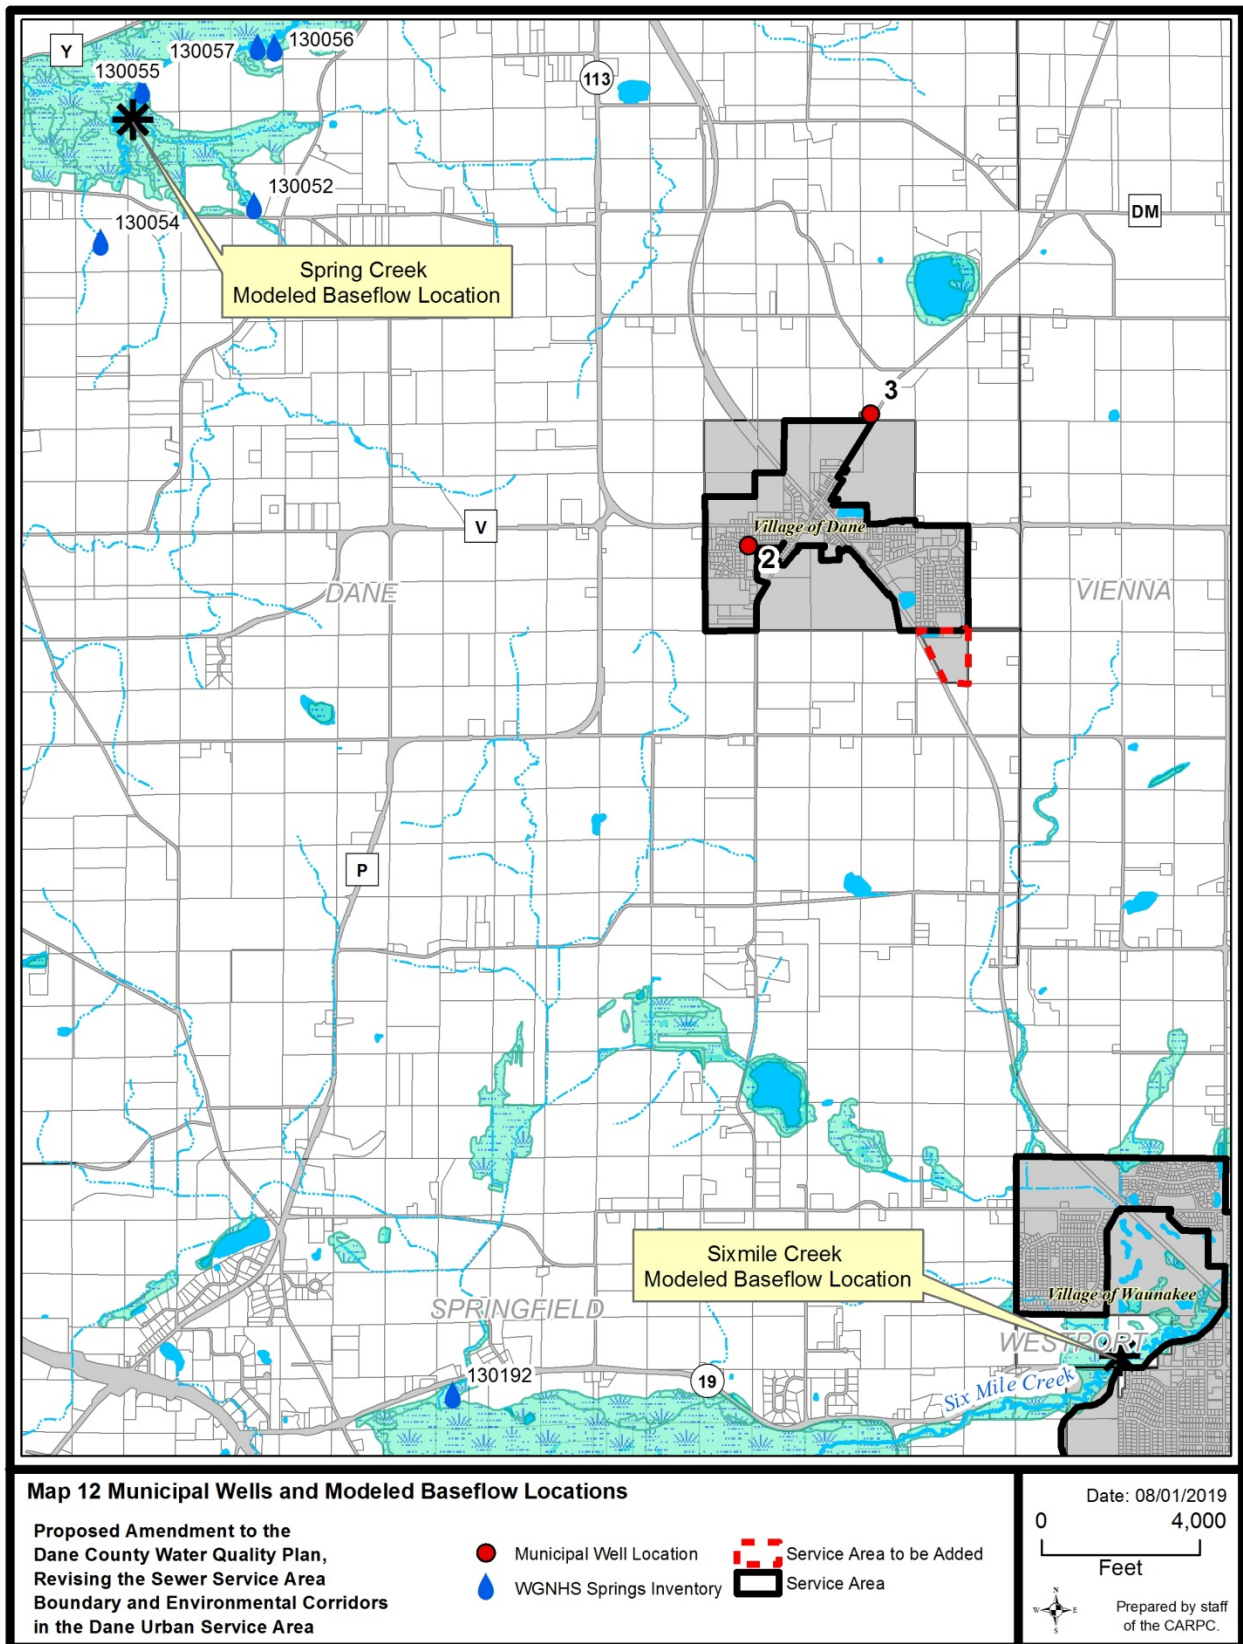 Y
130057
130056
130055
113
130052
130054
DM
Spring Creek
Modeled Baseflow Location
3
V
Village of Dane
2
DANE
VIENNA
P
Sixmile Creek
Modeled Baseflow Location
Village of Waunakee
SPRINGFIELD
WESTPORT
130192
19
Six Mile Creek
Map 12 Municipal Wells and Modeled Baseflow Locations
Proposed Amendment to the
Dane County Water Quality Plan,
Revising the Sewer Service Area
Boundary and Environmental Corridors
in the Dane Urban Service Area
Municipal Well Location
WGNHS Springs Inventory
Service Area to be Added
Service Area
Date: 08/01/2019
0 4,000
Feet
N
W E
S
Prepared by staff
of the CARPC.